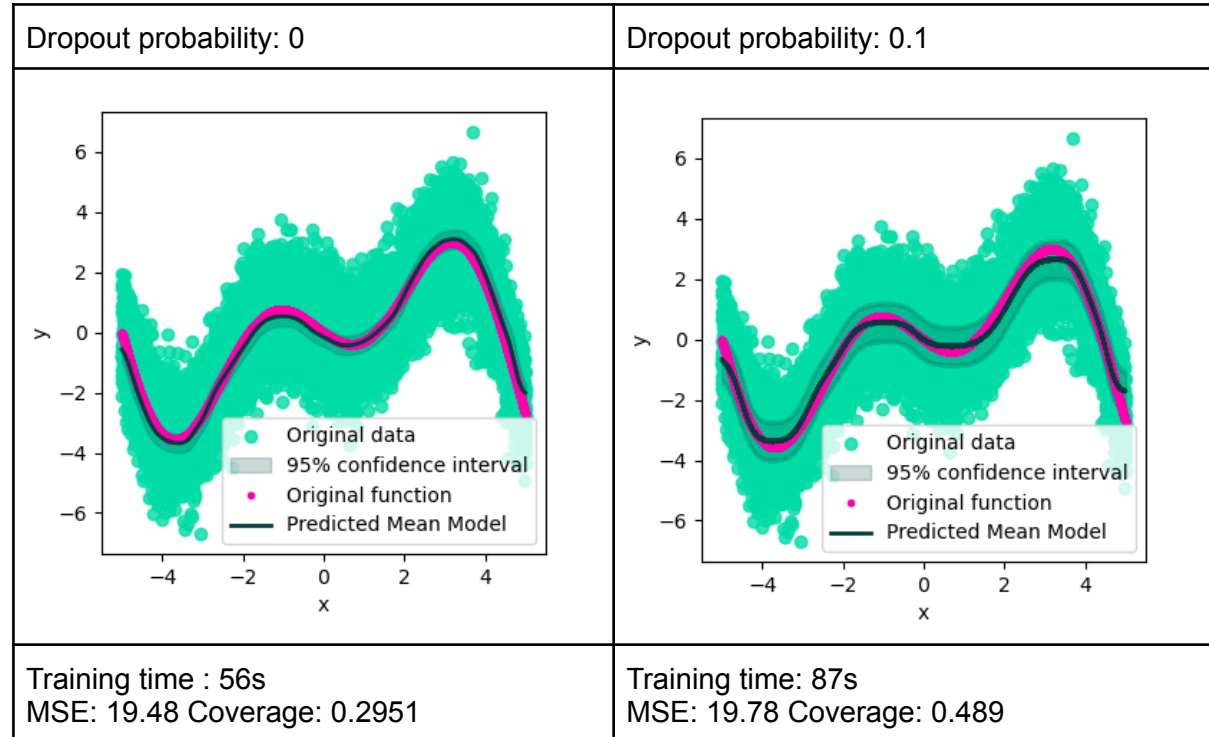 Dropout probability: 0
Dropout probability: 0.1
6
4
2
0
−2
−4
−6
y
−4
−2
0
2
4
x
Original data
95% confidence interval
Original function
Predicted Mean Model
6
4
2
0
−2
−4
−6
y
−4
−2
0
2
4
x
Original data
95% confidence interval
Original function
Predicted Mean Model
Training time : 56s
MSE: 19.48 Coverage: 0.2951
Training time: 87s
MSE: 19.78 Coverage: 0.489